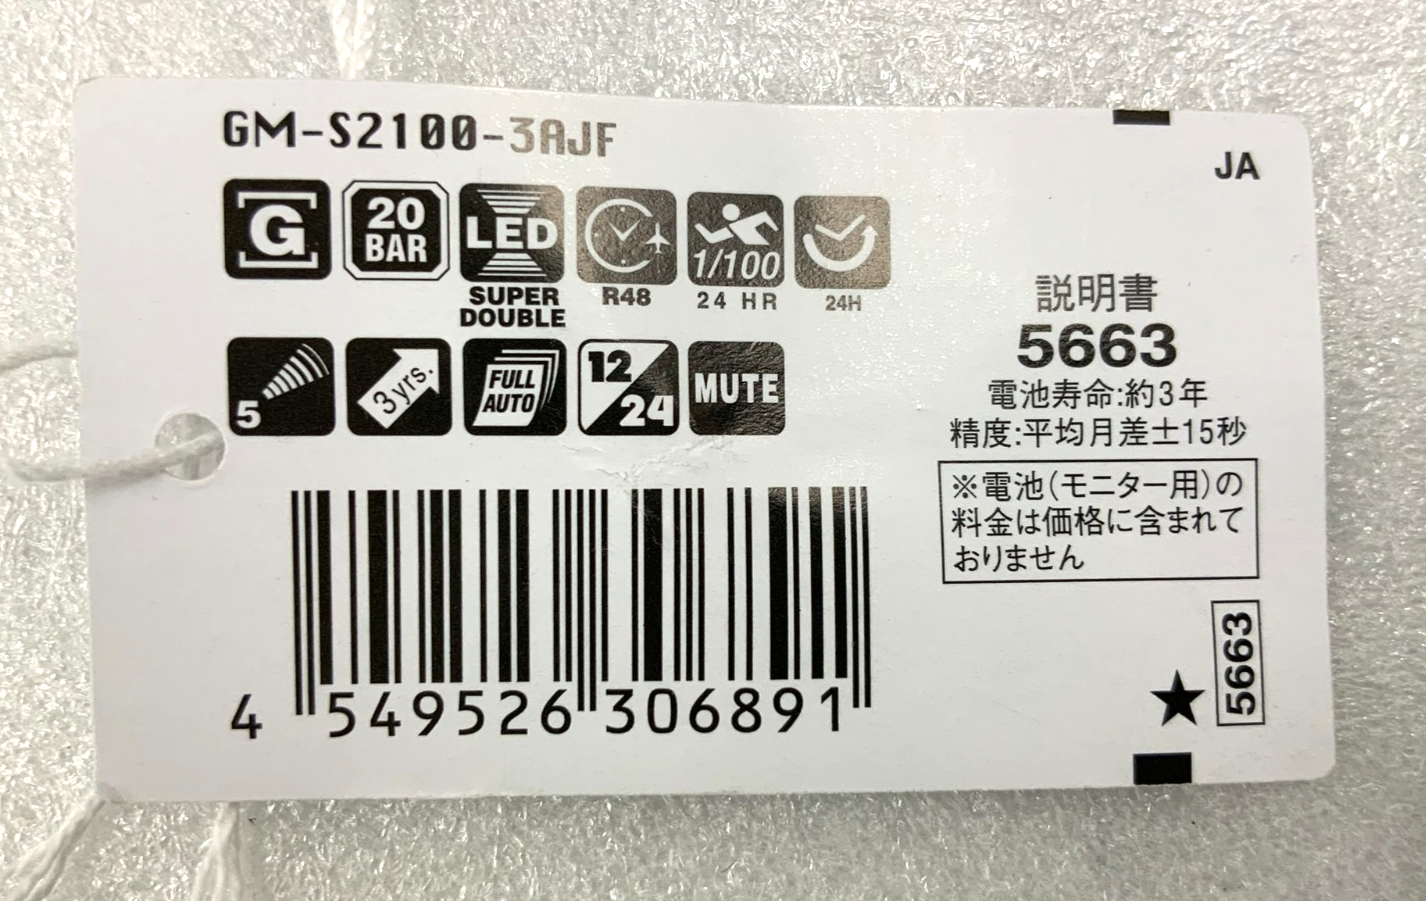 GM-S2100-3AJF
JA
G
20
BAR
LED
SUPER
DOUBLE
R48
1/100
24 HR
24H
5
3 yrs.
FULL
AUTO
12
24
MUTE
説明書
5663
電池寿命:約3年
精度:平均月差±15秒
※電池(モニター用)の
料金は価格に含まれて
おりません
4 549526 306891
★
5663